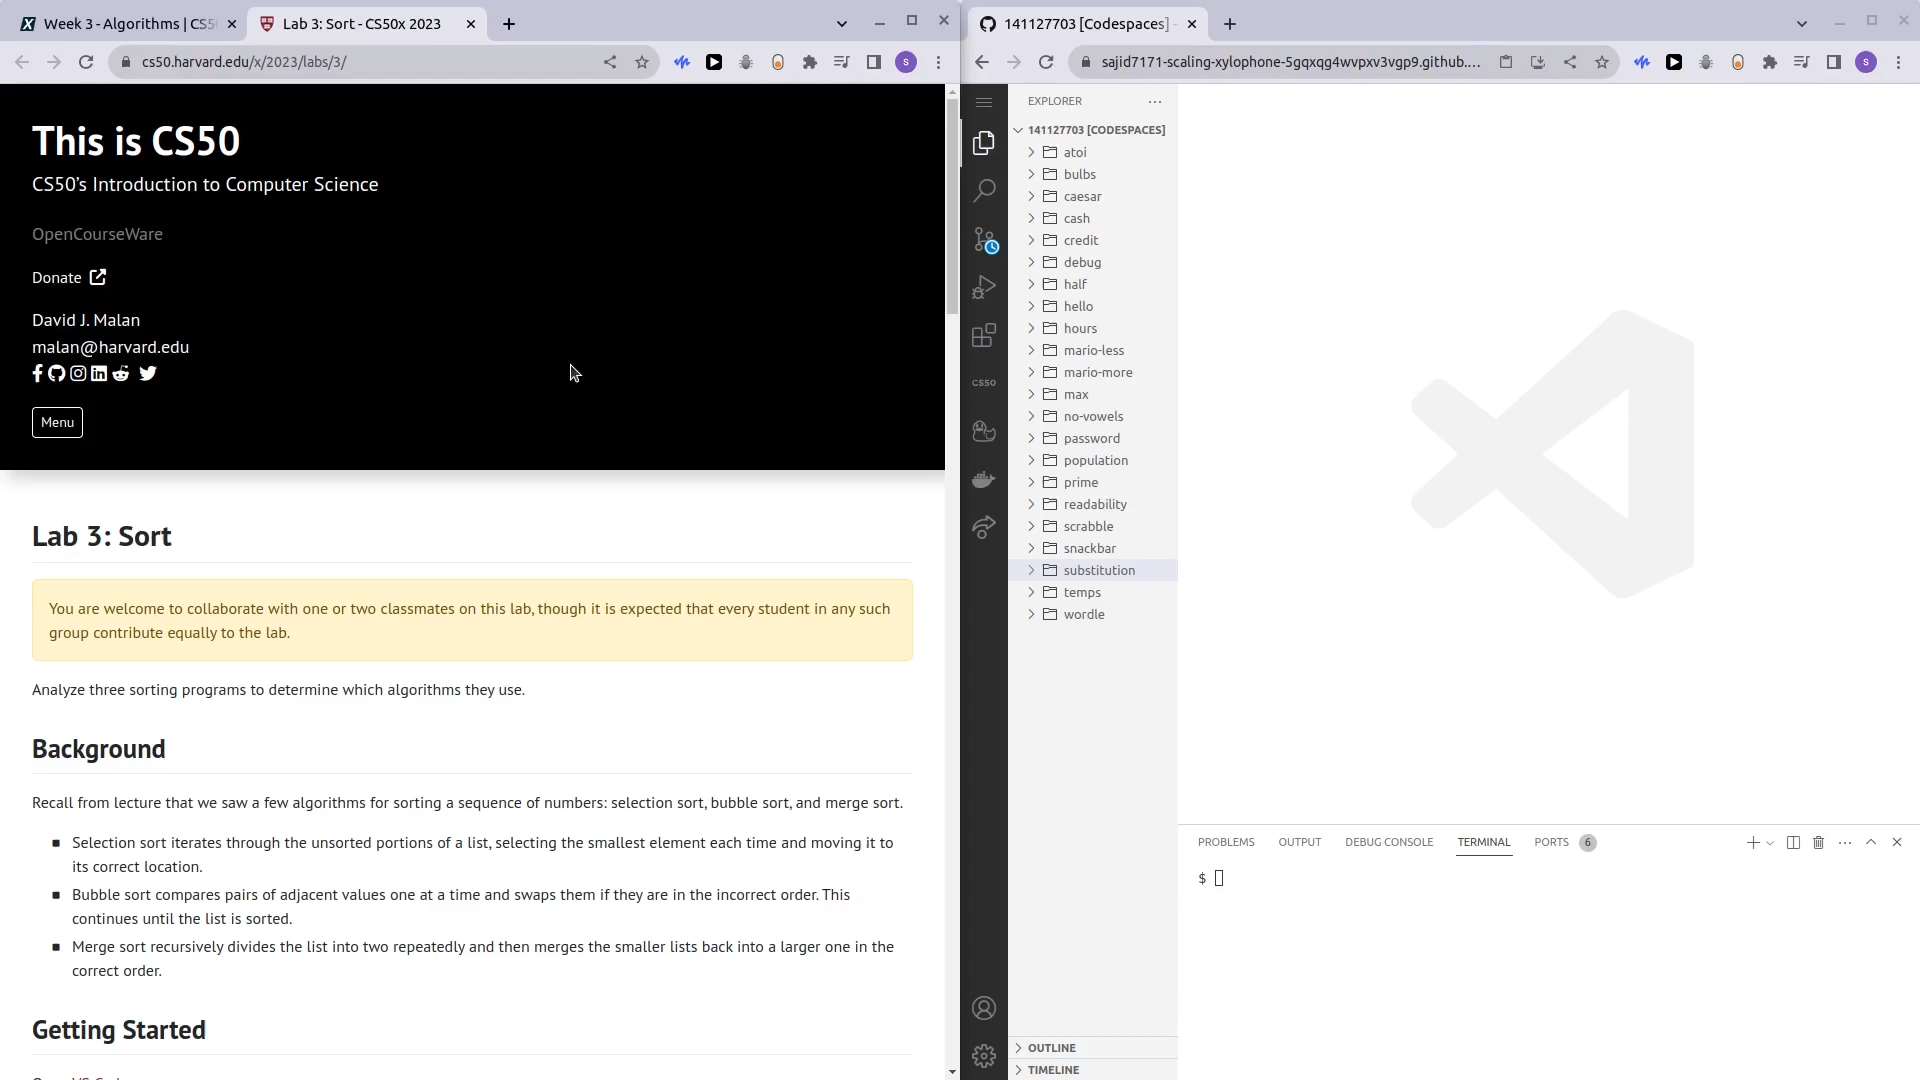 Week 3 - Algorithms | CS5
Lab 3: Sort - CS50x 2023
cs50.harvard.edu/x/2023/labs/3/
S
This is CS50
CS50’s Introduction to Computer Science
OpenCourseWare
Donate
David J. Malan
malan@harvard.edu
Menu
Lab 3: Sort
You are welcome to collaborate with one or two classmates on this lab, though it is expected that every student in any such
group contribute equally to the lab.
Analyze three sorting programs to determine which algorithms they use.
Background
Recall from lecture that we saw a few algorithms for sorting a sequence of numbers: selection sort, bubble sort, and merge sort.
Selection sort iterates through the unsorted portions of a list, selecting the smallest element each time and moving it to
its correct location.
Bubble sort compares pairs of adjacent values one at a time and swaps them if they are in the incorrect order. This
continues until the list is sorted.
Merge sort recursively divides the list into two repeatedly and then merges the smaller lists back into a larger one in the
correct order.
Getting Started
141127703 [Codespaces]
sajid7171-scaling-xylophone-5gqxqg4wvpxv3vgp9.github....
S
CS50
EXPLORER
141127703 [CODESPACES]
atoi
bulbs
caesar
cash
credit
debug
half
hello
hours
mario-less
mario-more
max
no-vowels
password
population
prime
readability
scrabble
snackbar
substitution
temps
wordle
OUTLINE
TIMELINE
PROBLEMS OUTPUT DEBUG CONSOLE TERMINAL PORTS 6
$